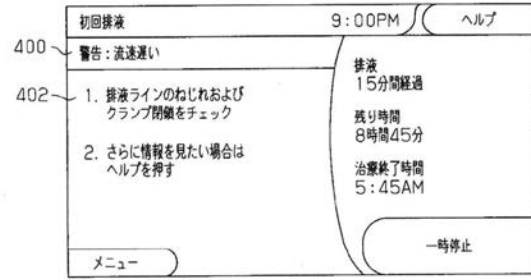 初回排液
9:00PM
ヘルプ
400
警告:流速遅い
402
1. 排液ラインのねじれおよび
クランプ閉鎖をチェック
2. さらに情報を見たい場合は
ヘルプを押す
排液
15分間経過
残り時間
8時間45分
治療終了時間
5:45AM
メニュー
一時停止